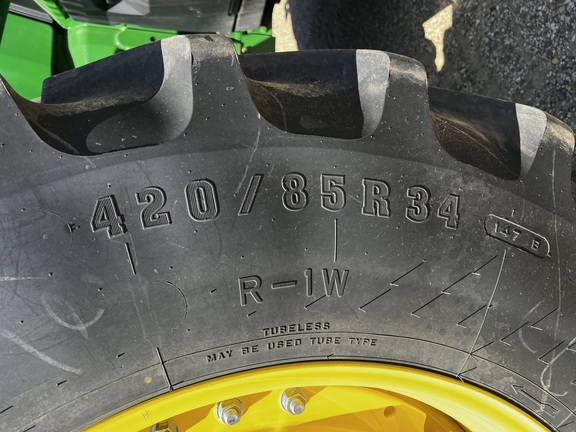 420/85R34 147 B
R-1W
TUBELESS
MAY BE USED TUBE TYPE